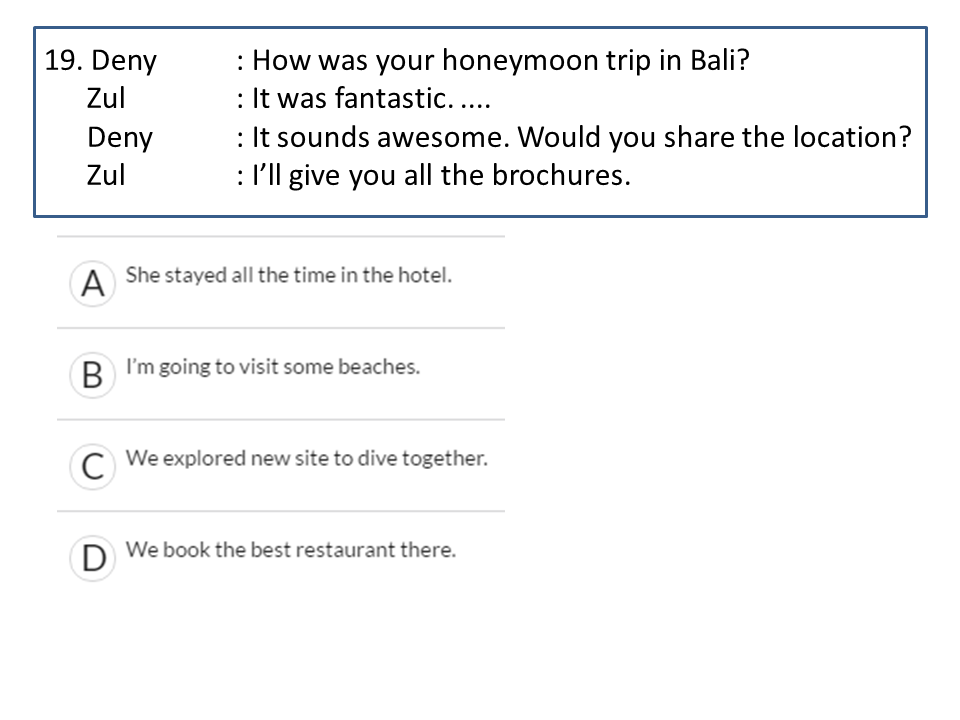 19. Deny : How was your honeymoon trip in Bali?
Zul : It was fantastic. ....
Deny : It sounds awesome. Would you share the location?
Zul : I’ll give you all the brochures.
A She stayed all the time in the hotel.
B I’m going to visit some beaches.
C We explored new site to dive together.
D We book the best restaurant there.